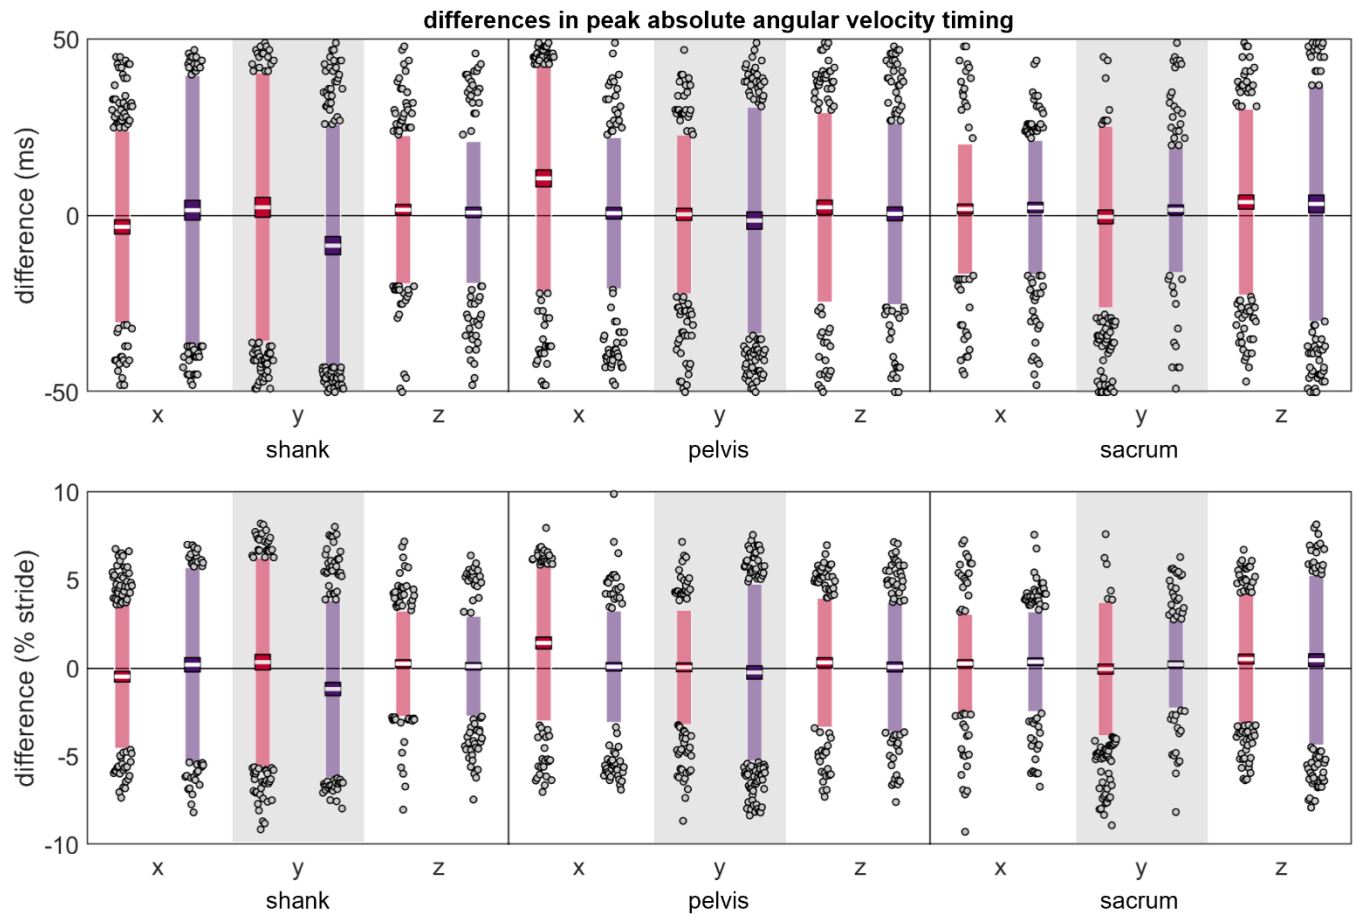 differences in peak absolute angular velocity timing
difference (ms)
50
0
-50
x y z x y z x y z
shank pelvis sacrum
difference (% stride)
10
5
0
-5
-10
x y z x y z x y z
shank pelvis sacrum